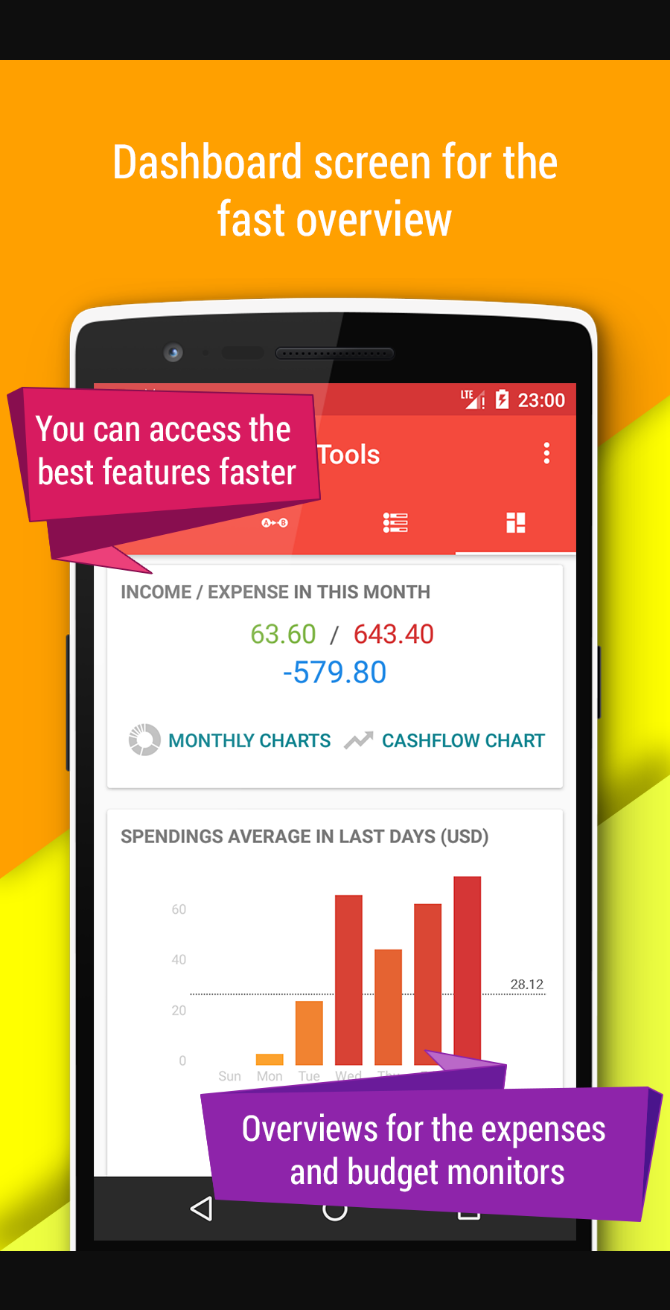 Dashboard screen for the
fast overview
LTE
23:00
You can access the
best features faster
Tools
A B
INCOME / EXPENSE IN THIS MONTH
63.60 / 643.40
-579.80
MONTHLY CHARTS
CASHFLOW CHART
SPENDINGS AVERAGE IN LAST DAYS (USD)
60
40
28.12
20
0
Sun Mon Tue Wed
Overviews for the expenses
and budget monitors